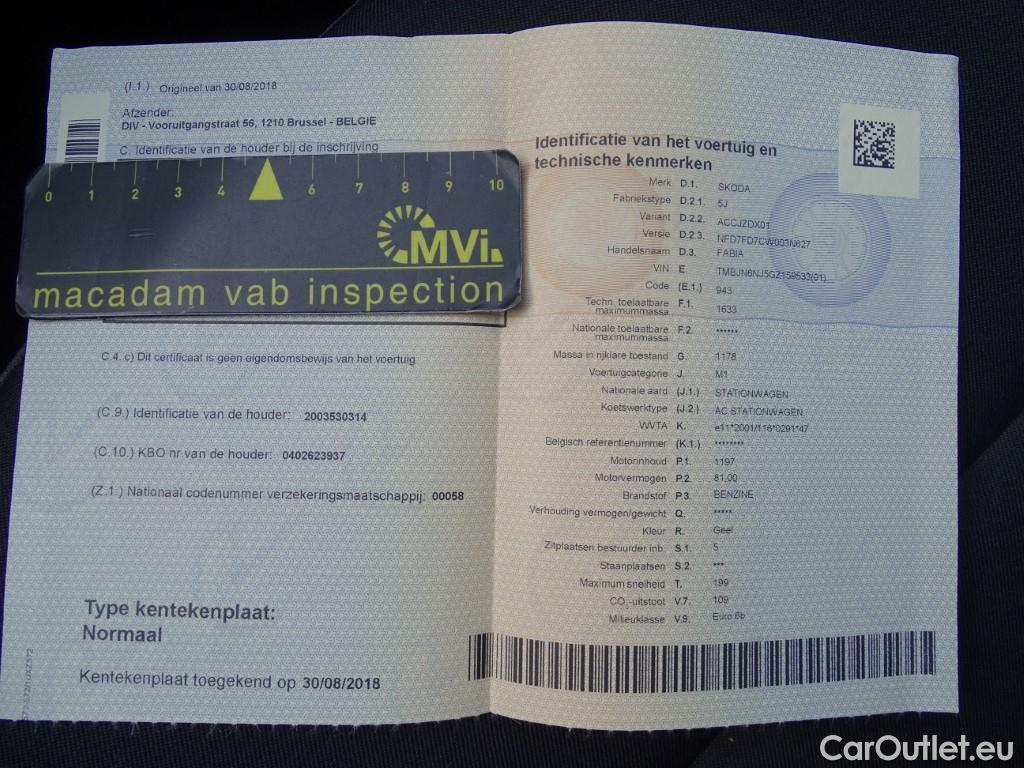 (I.1.) Origineel van 30/08/2018
Afzender:
DIV - Vooruitgangstraat 56, 1210 Brussel - BELGIE
C. Identificatie van de houder bij de inschrijving
0 1 2 3 4 6 7 8 9 10
MVi.
macadam vab inspection
C.4. c) Dit certificaat is geen eigendomsbewijs van het voertuig
(C.9.) Identificatie van de houder: 2003530314
(C.10.) KBO nr van de houder: 0402623937
(Z.1.) Nationaal codenummer verzekeringsmaatschappij: 00058
Type kentekenplaat:
Normaal
Kentekenplaat toegekend op 30/08/2018
Identificatie van het voertuig en
technische kenmerken
Merk D.1. SKODA
Fabriekstype D.2.1. 5J
Variant D.2.2. ACCJZDX01
Versie D.2.3. NFD7FD7CW003N627
Handelsnaam D.3. FABIA
VIN E. TMBJN6NJ5GZ159533(01)
Code (E.1.) 943
Techn. toelaatbare
maximummassa F.1. 1633
Nationale toelaatbare
maximummassa F.2. ******
Massa in rijklare toestand G. 1178
Voertuigcategorie J. M1
Nationale aard (J.1.) STATIONWAGEN
Koetswerktype (J.2.) AC STATIONWAGEN
WVTA K. e11*2001/116*0291*47
Belgisch referentienummer (K.1.) ********
Motorinhoud P.1. 1197
Motorvermogen P.2. 81,00
Brandstof P.3. BENZINE
Verhouding vermogen/gewicht Q. *****
Kleur R. Geel
Zitplaatsen bestuurder inb. S.1. 5
Staanplaatsen S.2. ***
Maximum snelheid T. 199
CO2-uitstoot V.7. 109
Milieuklasse V.9. Euro 6b
CarOutlet.eu